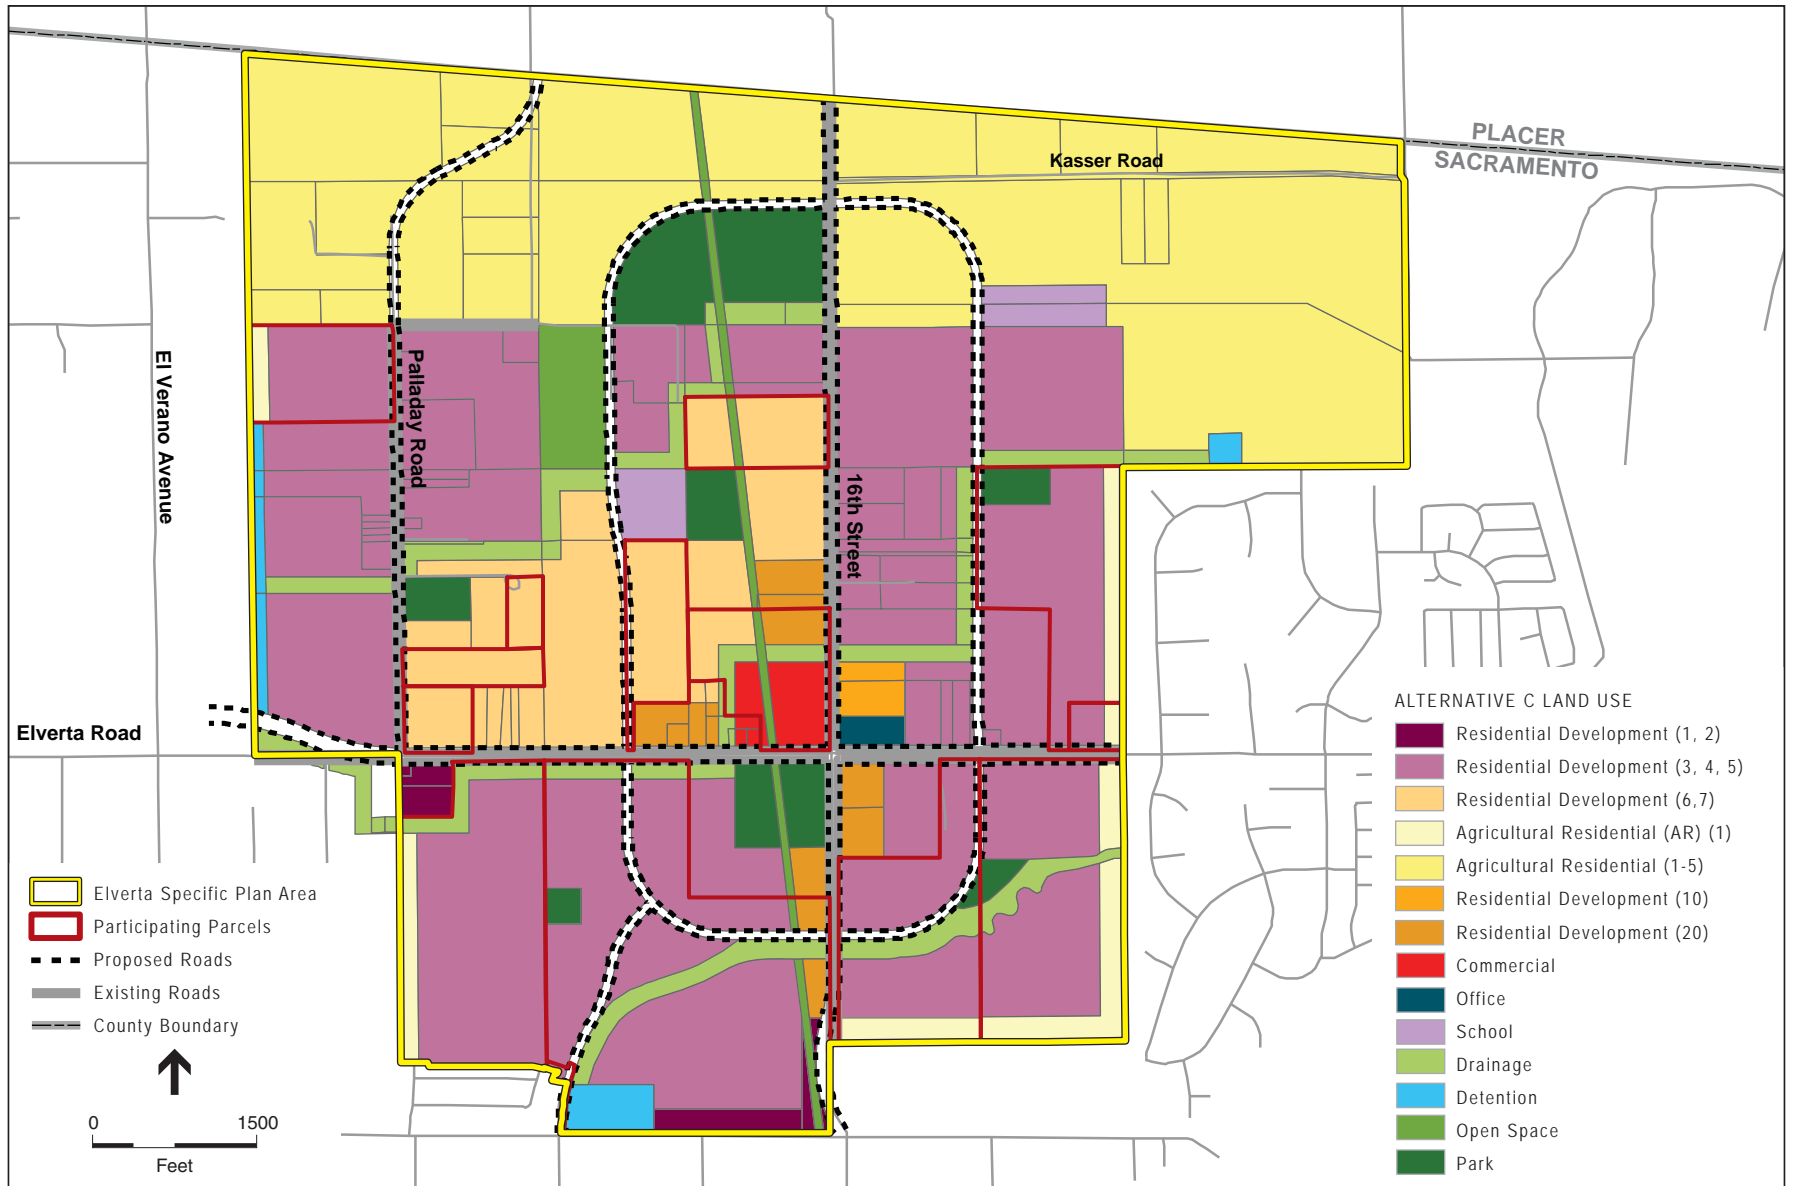 PLACER
SACRAMENTO
Kasser Road
El Verano Avenue
Palladay Road
16th Street
Elverta Road
ALTERNATIVE C LAND USE
Residential Development (1, 2)
Residential Development (3, 4, 5)
Residential Development (6,7)
Agricultural Residential (AR) (1)
Agricultural Residential (1-5)
Residential Development (10)
Residential Development (20)
Commercial
Office
School
Drainage
Detention
Open Space
Park
Elverta Specific Plan Area
Participating Parcels
Proposed Roads
Existing Roads
County Boundary
0 1500
Feet